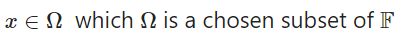 x ∈ Ω which Ω is a chosen subset of 𝔽